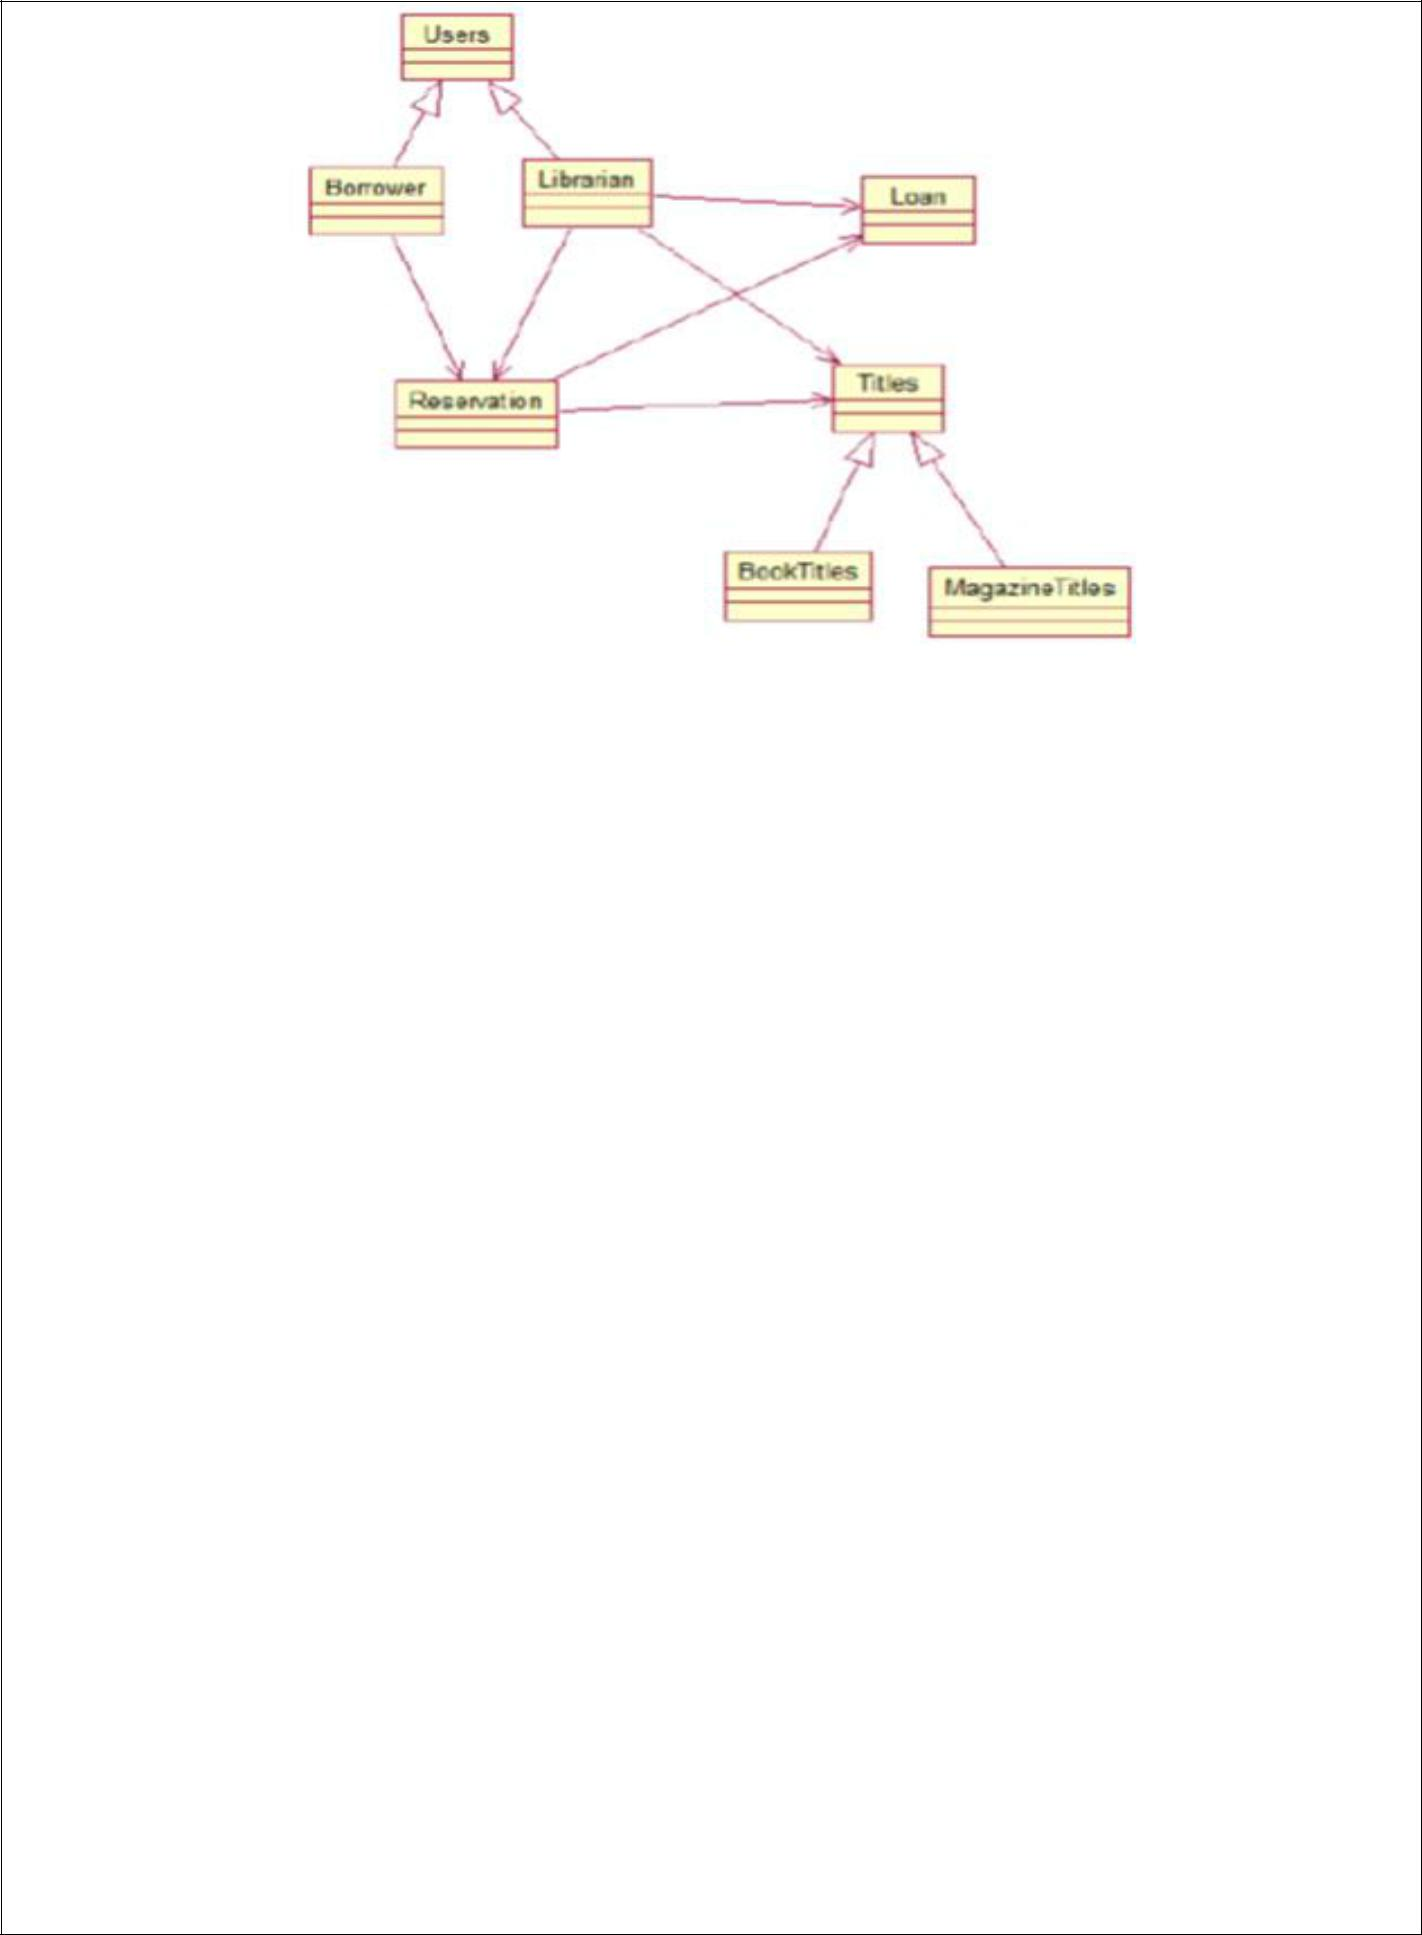 Users
Borrower
Librarian
Loan
Reservation
Titles
BookTitles
MagazineTitles